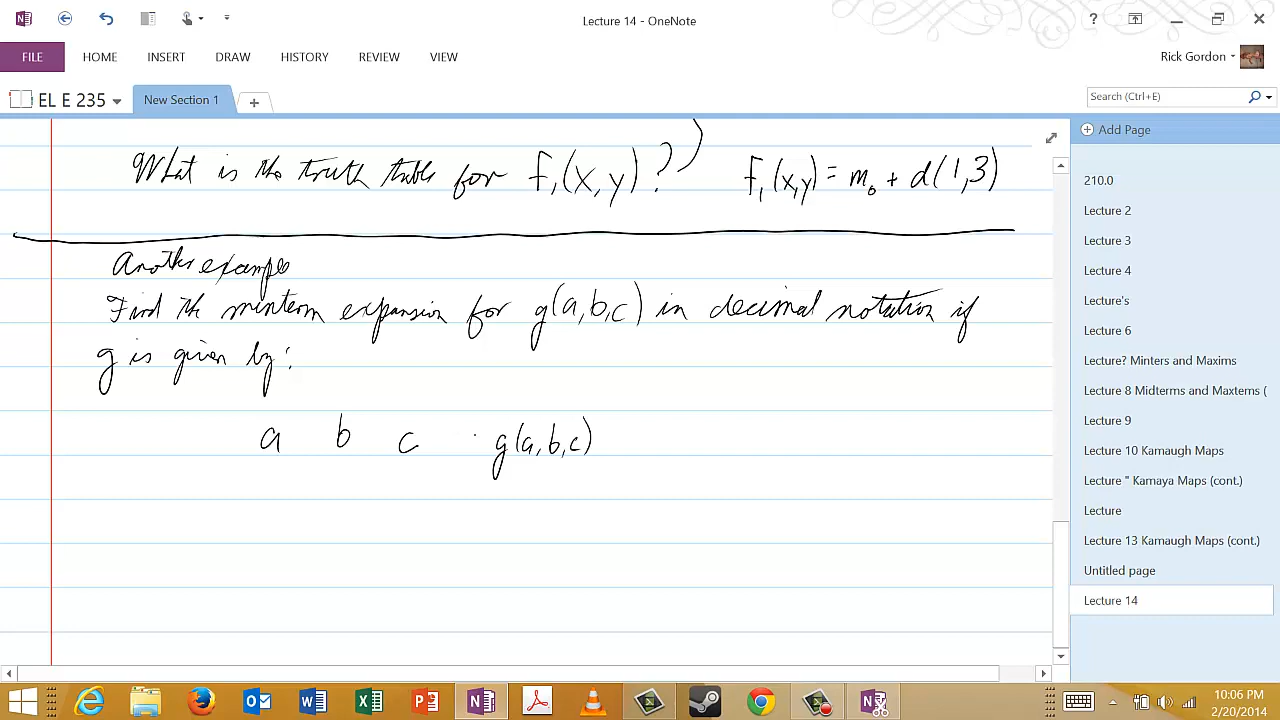 Lecture 14 - OneNote
?
FILE
HOME
INSERT
DRAW
HISTORY
REVIEW
VIEW
Rick Gordon
EL E 235
New Section 1
+
Search (Ctrl+E)
What is the truth table for f₁(x,y)?) f₁(x,y) = m₀ + d(1,3)
Another example
Find the minterm expansion for g(a,b,c) in decimal notation if
g is given by:
a b c g(a,b,c)
Add Page
210.0
Lecture 2
Lecture 3
Lecture 4
Lecture's
Lecture 6
Lecture? Minters and Maxims
Lecture 8 Midterms and Maxtems (
Lecture 9
Lecture 10 Kamaugh Maps
Lecture " Kamaya Maps (cont.)
Lecture
Lecture 13 Kamaugh Maps (cont.)
Untitled page
Lecture 14
10:06 PM
2/20/2014